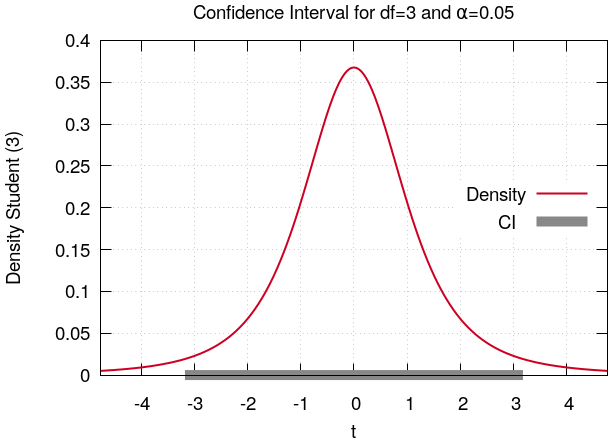 Confidence Interval for df=3 and α=0.05
0.4
0.35
0.3
0.25
0.2
0.15
0.1
0.05
0
Density Student (3)
Density
CI
-4 -3 -2 -1 0 1 2 3 4
t